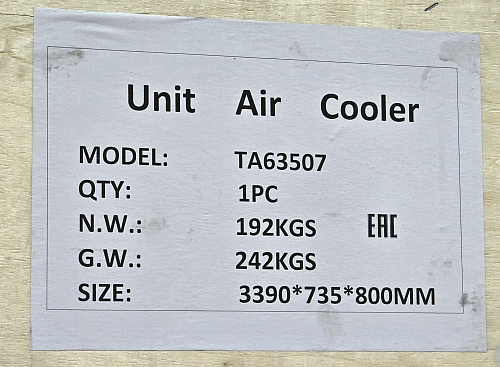 Unit Air Cooler
MODEL: TA63507
QTY: 1PC
N.W.: 192KGS EAC
G.W.: 242KGS
SIZE: 3390*735*800MM